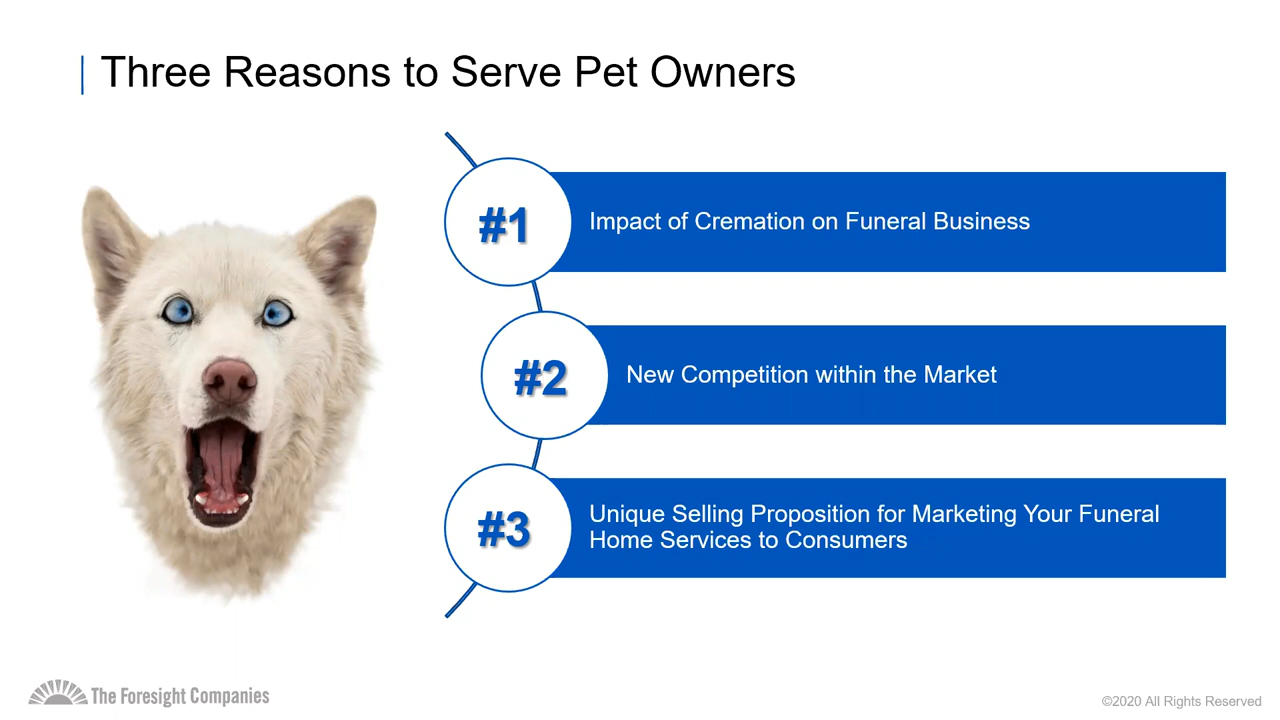 Three Reasons to Serve Pet Owners
#1
Impact of Cremation on Funeral Business
#2
New Competition within the Market
#3
Unique Selling Proposition for Marketing Your Funeral
Home Services to Consumers
The Foresight Companies
©2020 All Rights Reserved